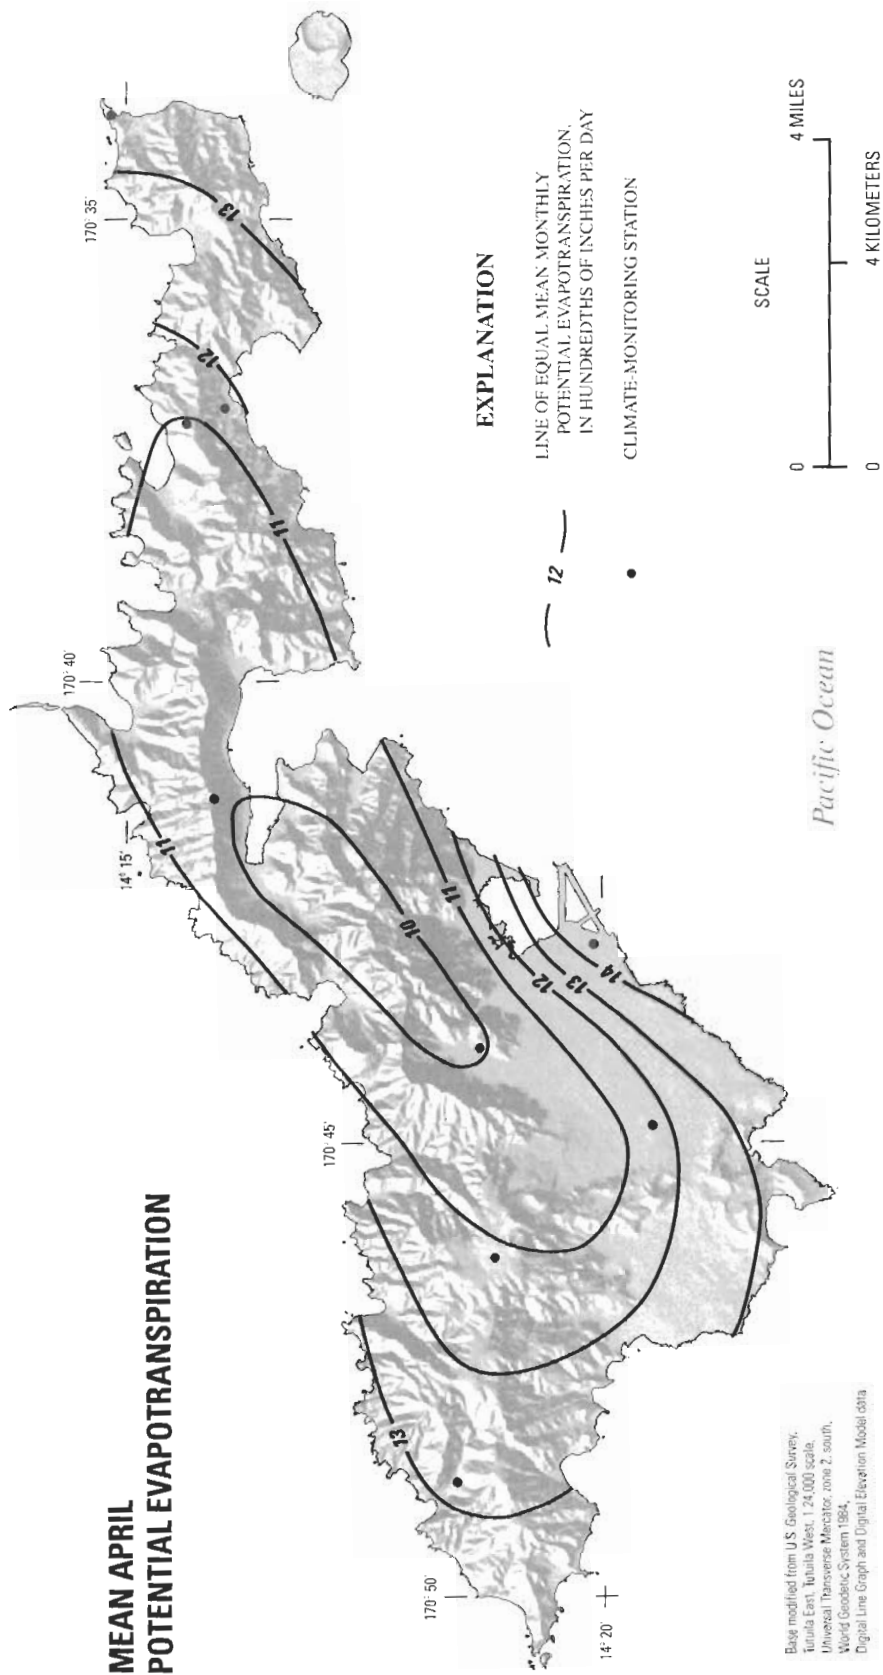 MEAN APRIL
POTENTIAL EVAPOTRANSPIRATION
170° 50'
14° 20'
170° 45'
14° 15'
170° 40'
170° 35'
13
11
10
11
12
13
14
11
12
13
EXPLANATION
12
LINE OF EQUAL MEAN MONTHLY
POTENTIAL EVAPOTRANSPIRATION,
IN HUNDREDTHS OF INCHES PER DAY
CLIMATE-MONITORING STATION
SCALE
0
4 MILES
0
4 KILOMETERS
Pacific Ocean
Base modified from U.S. Geological Survey,
Tutuila East, Tutuila West, 1:24,000 scale,
Universal Transverse Mercator, zone 2, south,
World Geodetic System 1984,
Digital Line Graph and Digital Elevation Model data